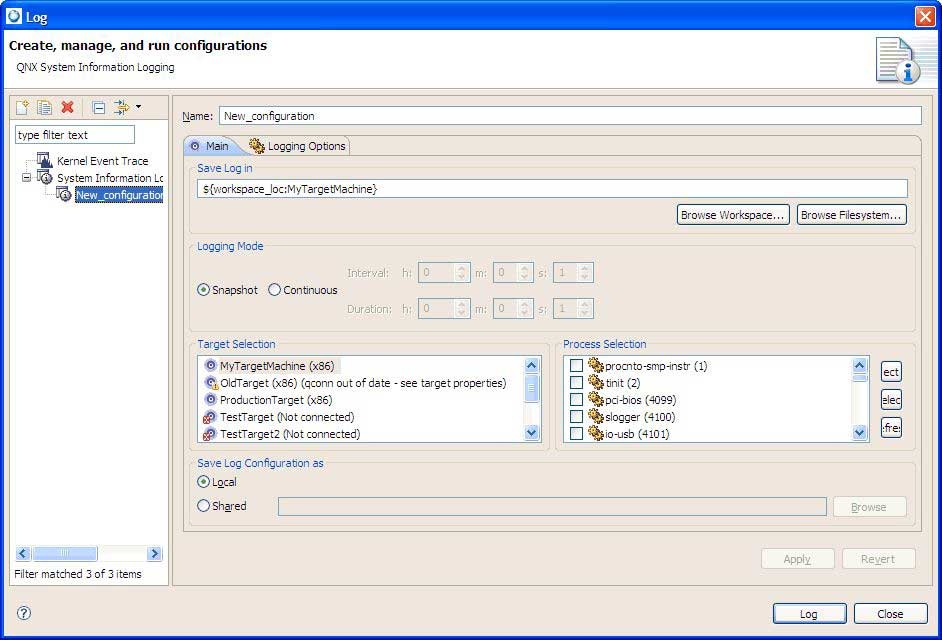 Log
Create, manage, and run configurations
QNX System Information Logging
type filter text
Kernel Event Trace
System Information Lo
New_configuration
Filter matched 3 of 3 items
Name: New_configuration
Main Logging Options
Save Log in
${workspace_loc:MyTargetMachine}
Browse Workspace... Browse Filesystem...
Logging Mode
Interval: h: 0 m: 0 s: 1
Snapshot Continuous
Duration: h: 0 m: 0 s: 1
Target Selection
MyTargetMachine (x86)
OldTarget (x86) (qconn out of date - see target properties)
ProductionTarget (x86)
TestTarget (Not connected)
TestTarget2 (Not connected)
Process Selection
procnto-smp-instr (1)
tinit (2)
pci-bios (4099)
slogger (4100)
io-usb (4101)
ect
elec
fre
Save Log Configuration as
Local
Shared Browse
Apply Revert
Log Close